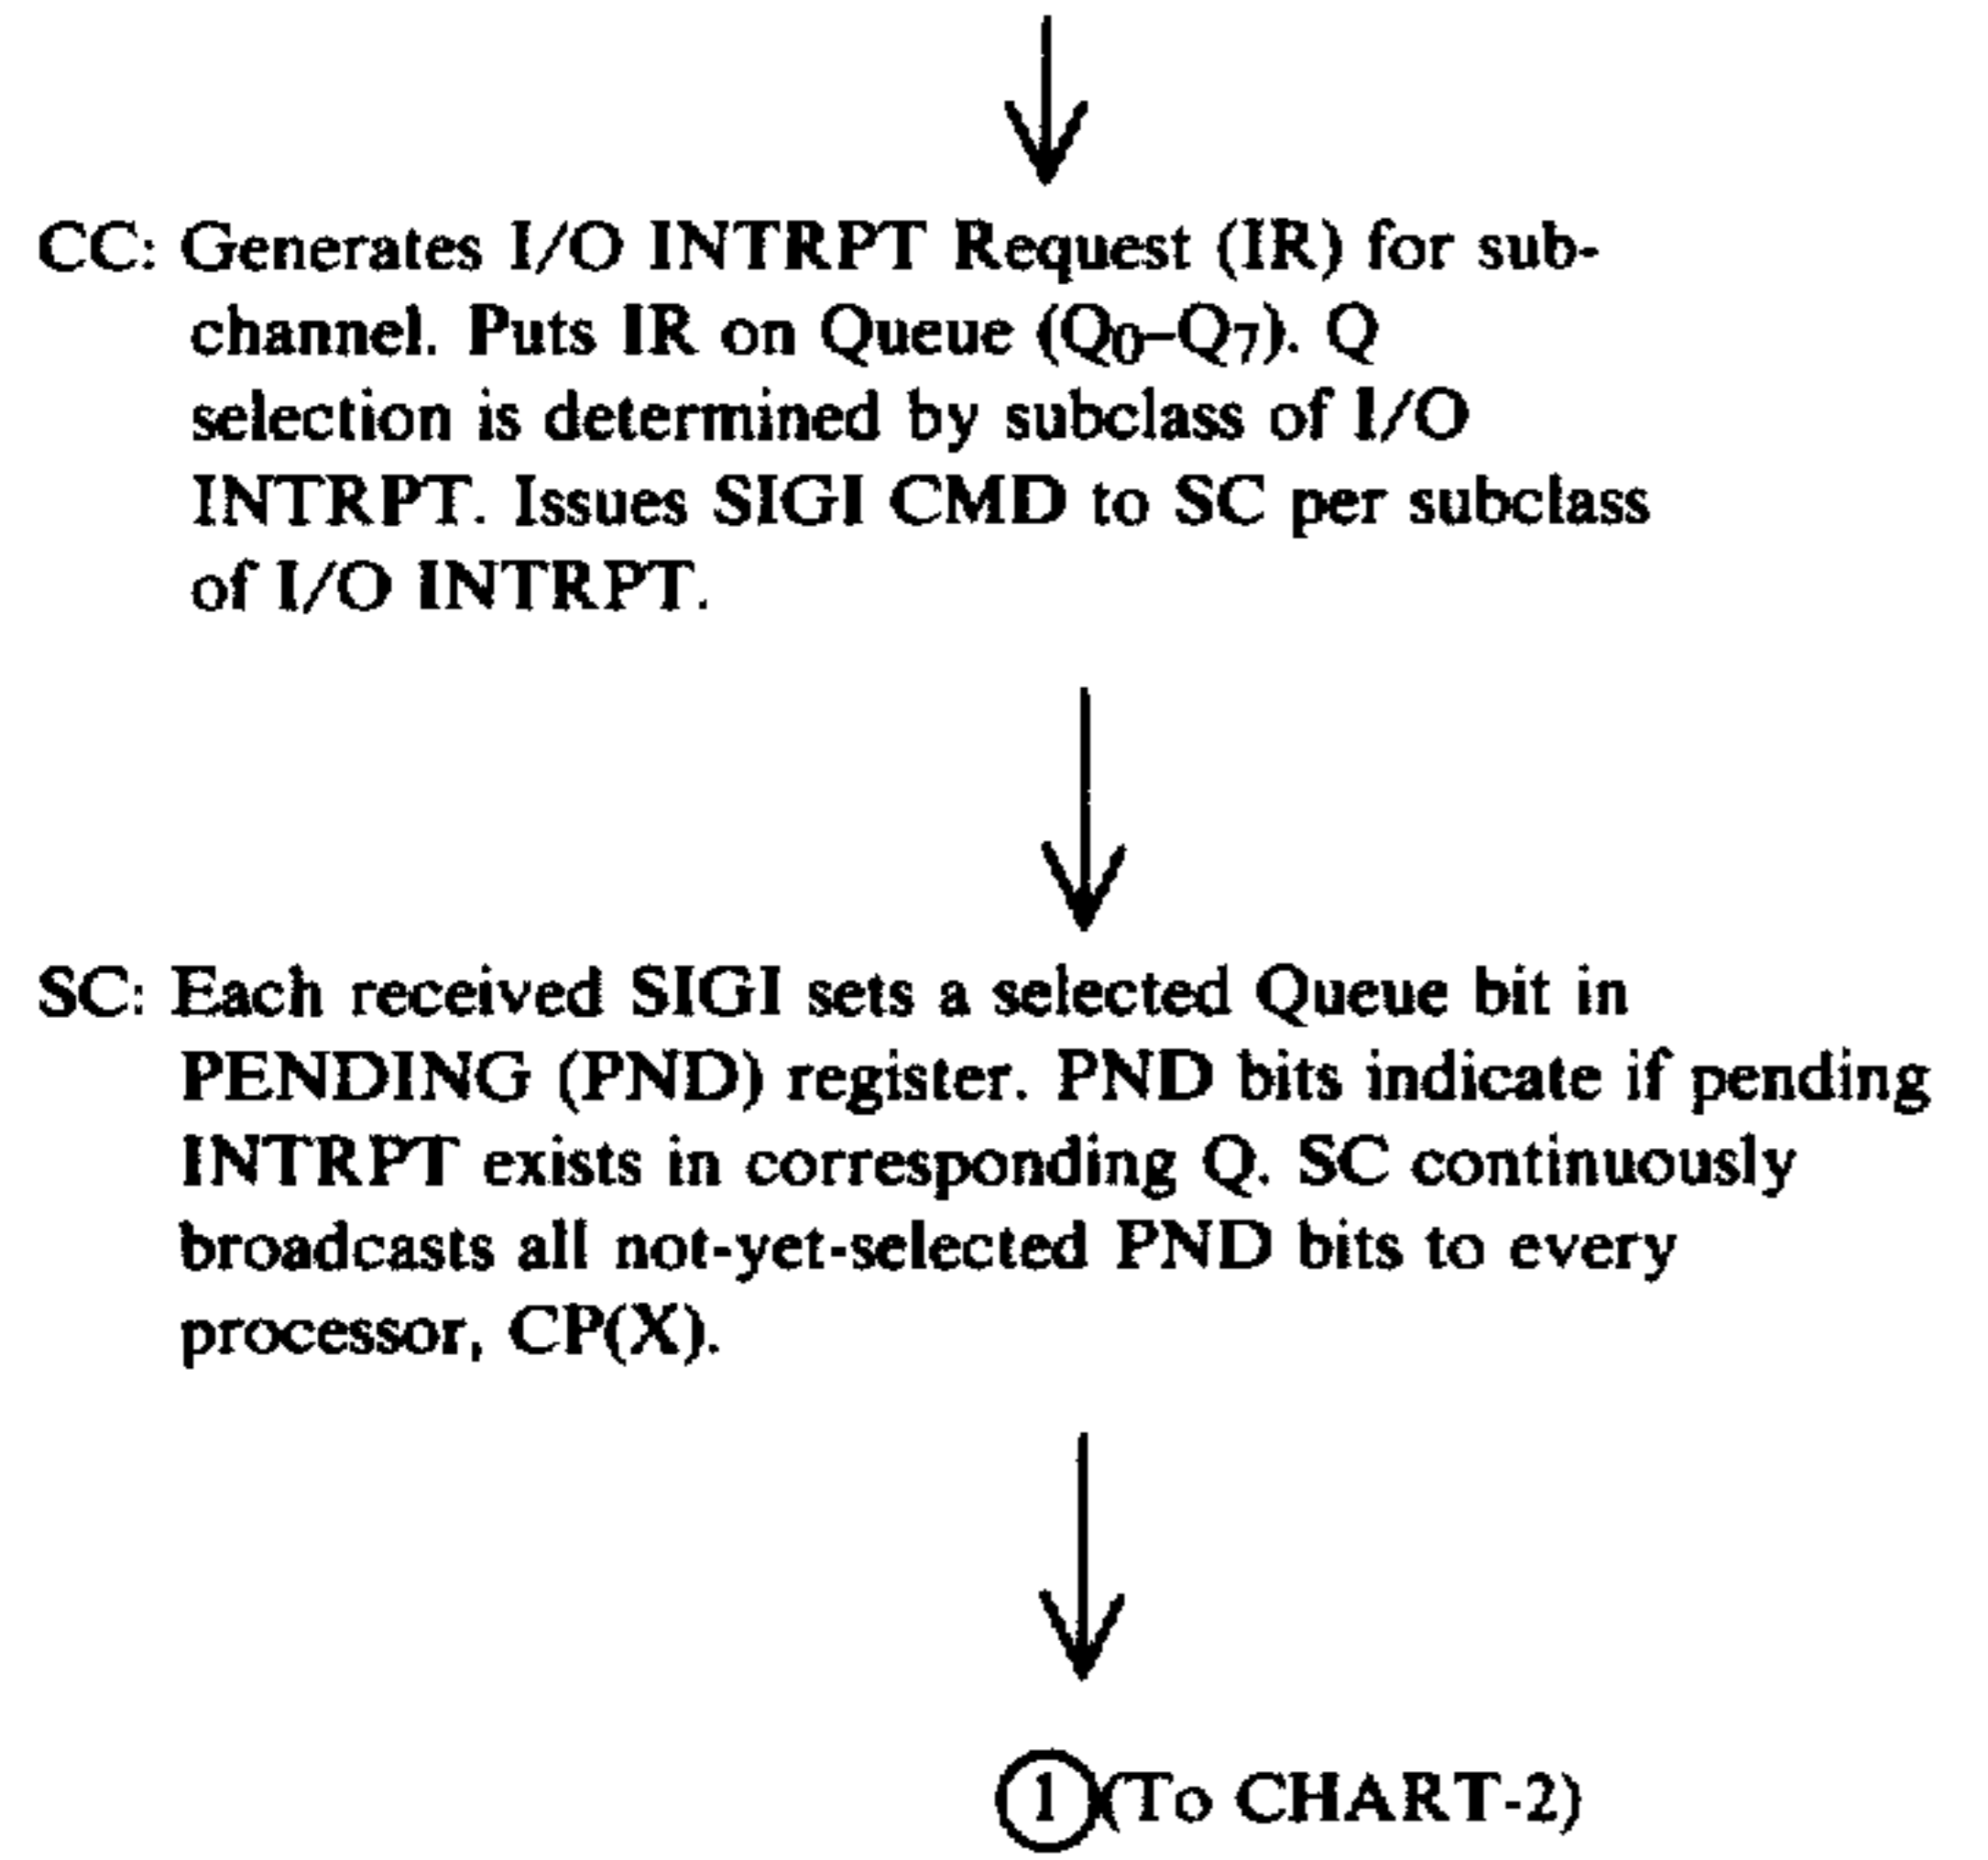 CC: Generates I/O INTRPT Request (IR) for sub-
channel. Puts IR on Queue (Q0–Q7). Q
selection is determined by subclass of I/O
INTRPT. Issues SIGI CMD to SC per subclass
of I/O INTRPT.
SC: Each received SIGI sets a selected Queue bit in
PENDING (PND) register. PND bits indicate if pending
INTRPT exists in corresponding Q. SC continuously
broadcasts all not-yet-selected PND bits to every
processor, CP(X).
1 (To CHART-2)